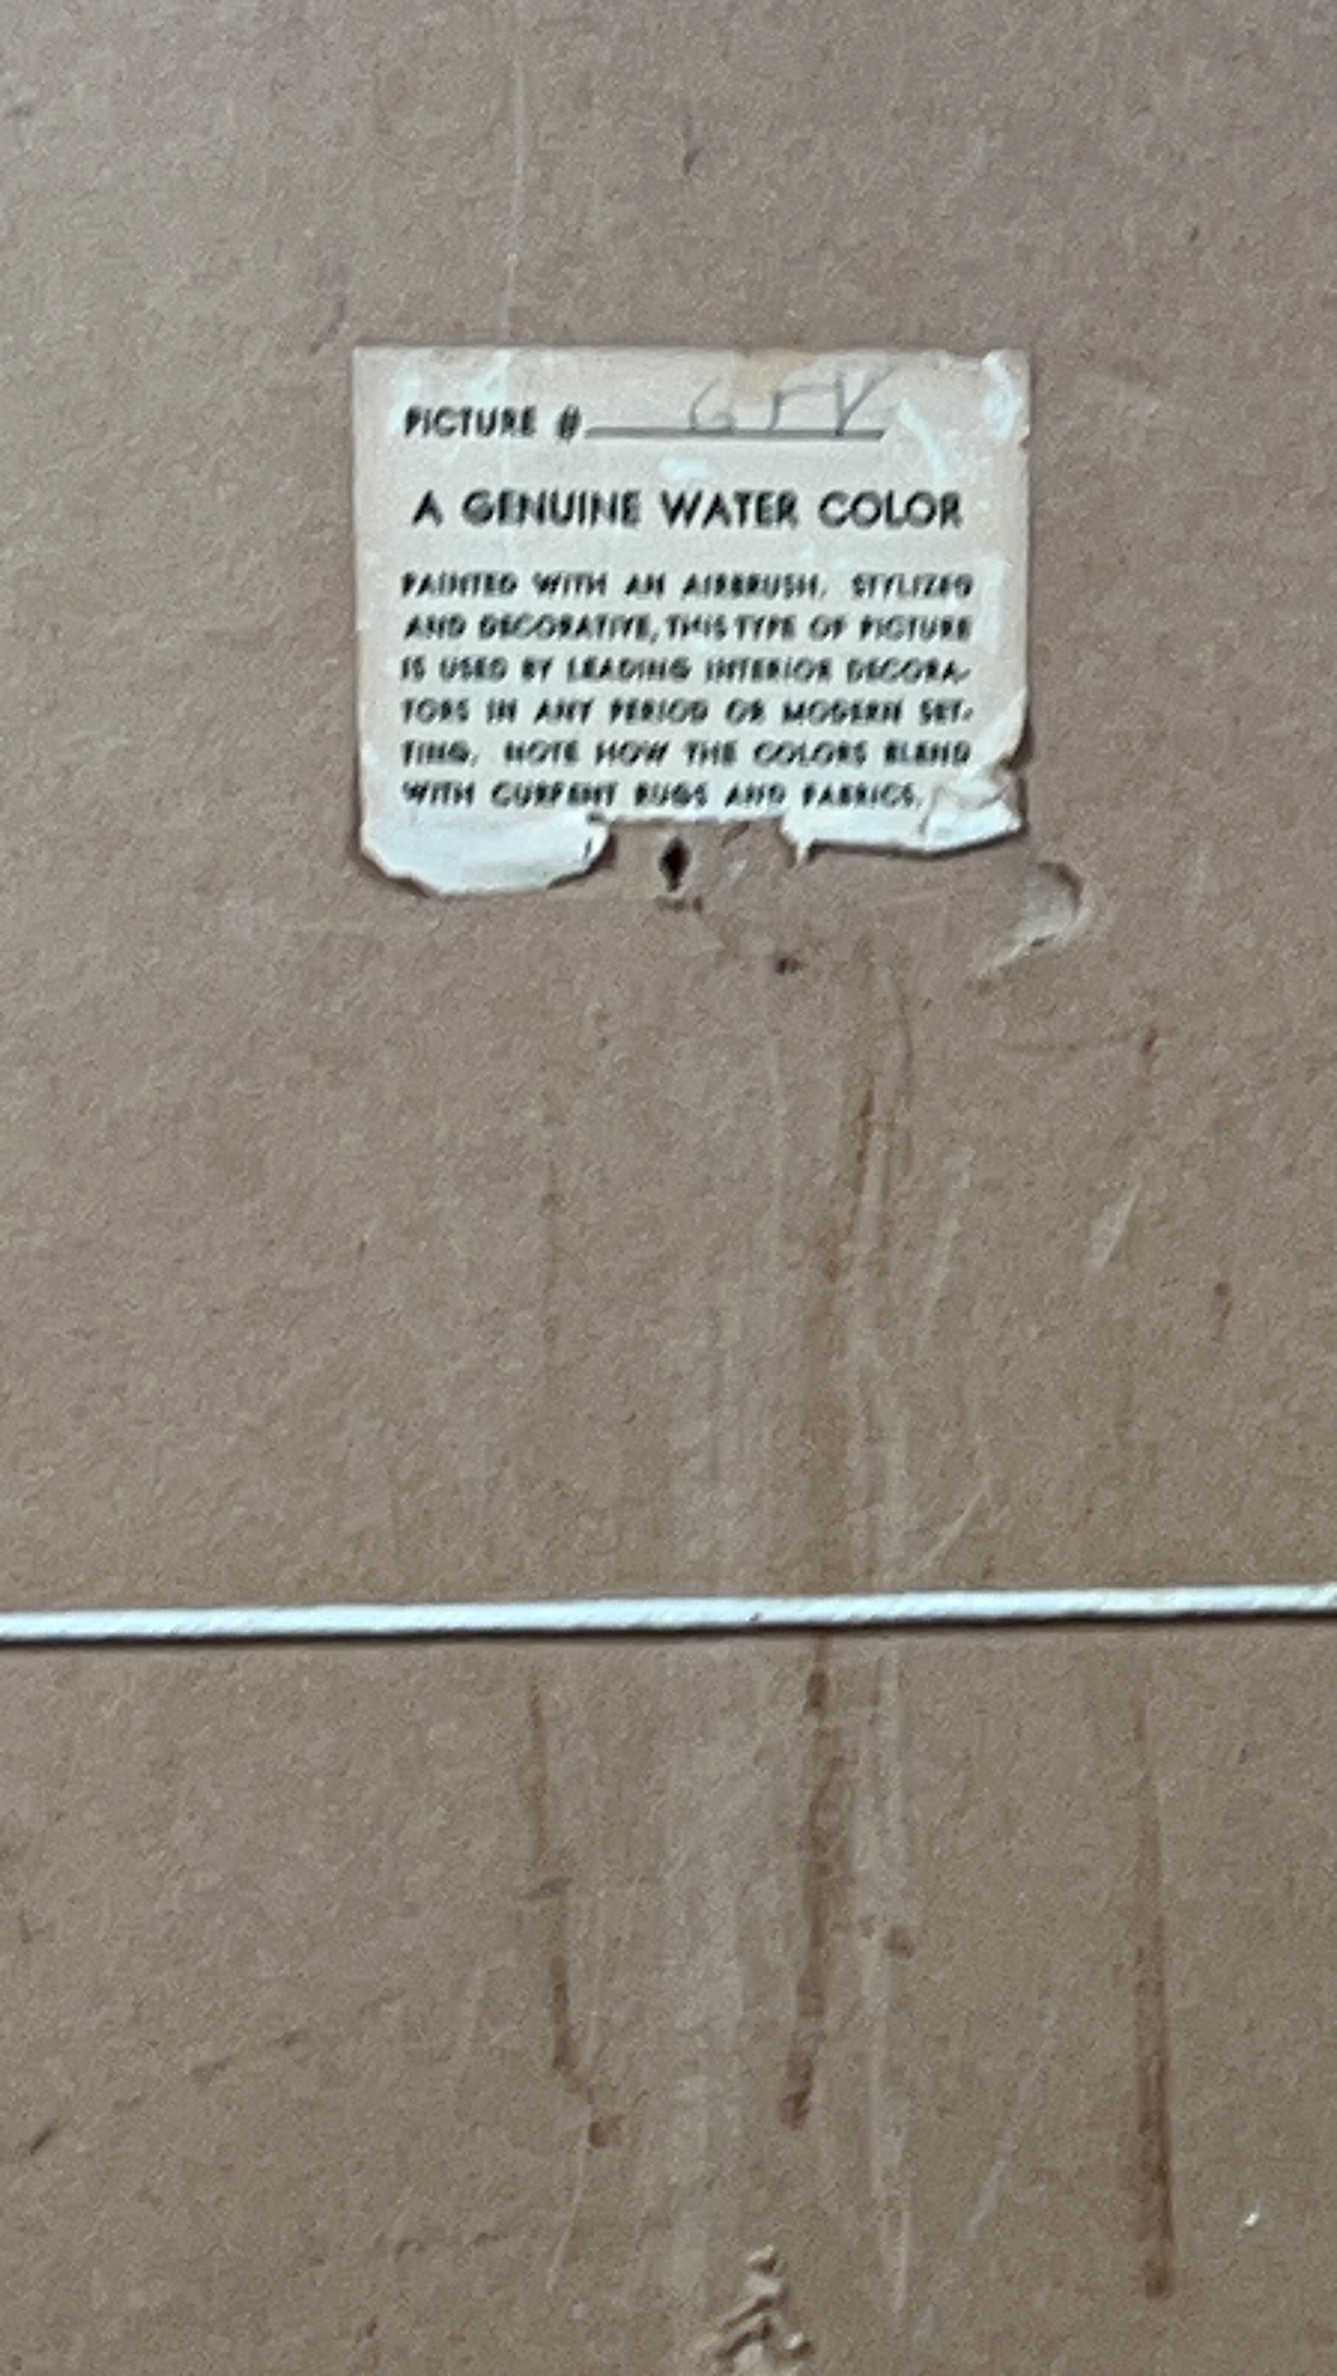 PICTURE #
A GENUINE WATER COLOR
PAINTED WITH AN AIRBRUSH. STYLIZED
AND DECORATIVE, THIS TYPE OF PICTURE
IS USED BY LEADING INTERIOR DECORA-
TORS IN ANY PERIOD OR MODERN SET-
TING. NOTE HOW THE COLORS BLEND
WITH CURRENT RUGS AND FABRICS.